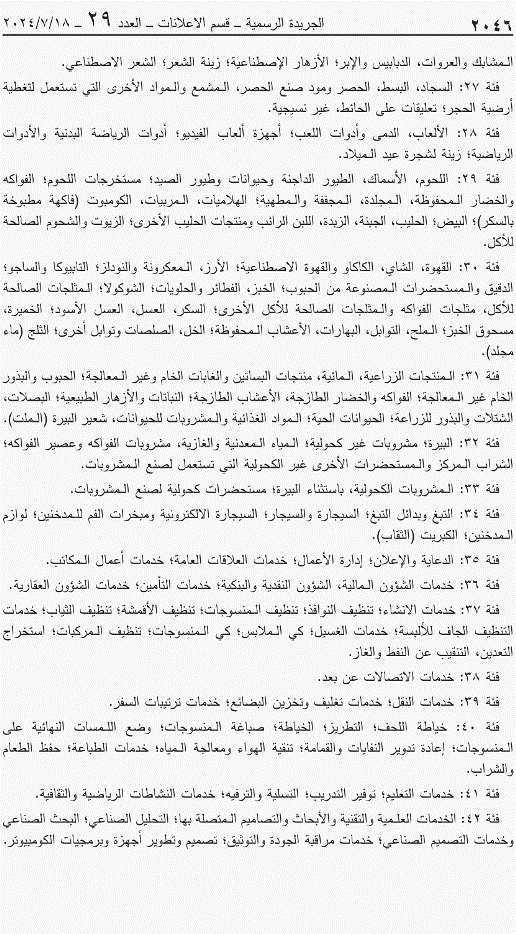 ٢٠٤٦ الجريدة الرسمية ــ قسم الاعلانات ــ العدد ٢٩ ــ ٢٠٢٤/٧/١٨
المشابك والعروات، الدبابيس والإبر؛ الأزهار الإصطناعية؛ زينة الشعر؛ الشعر الاصطناعي.
فئة ٢٧: السجاد، البسط، الحصر ومود صنع الحصر، المشمع والمواد الأخرى التي تستعمل لتغطية
أرضية الحجر؛ تعليقات على الحائط، غير نسيجية.
فئة ٢٨: الألعاب، الدمى وأدوات اللعب؛ أجهزة ألعاب الفيديو؛ أدوات الرياضة البدنية والأدوات
الرياضية؛ زينة لشجرة عيد الميلاد.
فئة ٢٩: اللحوم، الأسماك، الطيور الداجنة وحيوانات وطيور الصيد؛ مستخرجات اللحوم؛ الفواكه
والخضار المحفوظة، المجلدة، المجففة والمطهية؛ الهلاميات، المربيات، الكومبوت (فاكهة مطبوخة
بالسكر)؛ البيض؛ الحليب، الجبنة، الزبدة، اللبن الرائب ومنتجات الحليب الأخرى؛ الزيوت والشحوم الصالحة
للأكل.
فئة ٣٠: القهوة، الشاي، الكاكاو والقهوة الاصطناعية؛ الأرز، المعكرونة والنودلز؛ التابيوكا والساجو؛
الدقيق والمستحضرات المصنوعة من الحبوب؛ الخبز، الفطائر والحلويات؛ الشوكولا؛ المثلجات الصالحة
للأكل، مثلجات الفواكه والمثلجات الصالحة للأكل الأخرى؛ السكر، العسل، العسل الأسود؛ الخميرة،
مسحوق الخبز؛ الملح، التوابل، البهارات، الأعشاب المحفوظة؛ الخل، الصلصات وتوابل أخرى؛ الثلج (ماء
مجلد).
فئة ٣١: المنتجات الزراعية، المائية، منتجات البساتين والغابات الخام وغير المعالجة؛ الحبوب والبذور
الخام غير المعالجة؛ الفواكه والخضار الطازجة، الأعشاب الطازجة؛ النباتات والأزهار الطبيعية؛ البصلات،
الشتلات والبذور للزراعة؛ الحيوانات الحية؛ المواد الغذائية والمشروبات للحيوانات، شعير البيرة (الملت).
فئة ٣٢: البيرة؛ مشروبات غير كحولية؛ المياه المعدنية والغازية، مشروبات الفواكه وعصير الفواكه؛
الشراب المركز والمستحضرات الأخرى غير الكحولية التي تستعمل لصنع المشروبات.
فئة ٣٣: المشروبات الكحولية، باستثناء البيرة؛ مستحضرات كحولية لصنع المشروبات.
فئة ٣٤: التبغ وبدائل التبغ؛ السيجارة والسيجار؛ السيجارة الالكترونية ومبخرات الفم للمدخنين؛ لوازم
المدخنين؛ الكبريت (الثقاب).
فئة ٣٥: الدعاية والإعلان؛ إدارة الأعمال؛ خدمات العلاقات العامة؛ خدمات أعمال المكاتب.
فئة ٣٦: خدمات الشؤون المالية، الشؤون النقدية والبنكية؛ خدمات التأمين؛ خدمات الشؤون العقارية.
فئة ٣٧: خدمات الانشاء؛ تنظيف النوافذ؛ تنظيف المنسوجات؛ تنظيف الأقمشة؛ تنظيف الثياب؛ خدمات
التنظيف الجاف للألبسة؛ خدمات الغسيل؛ كي الملابس؛ كي المنسوجات؛ تنظيف المركبات؛ استخراج
التعدين، التنقيب عن النفط والغاز.
فئة ٣٨: خدمات الاتصالات عن بعد.
فئة ٣٩: خدمات النقل؛ خدمات تغليف وتخزين البضائع؛ خدمات ترتيبات السفر.
فئة ٤٠: خياطة اللحف؛ التطريز؛ الخياطة؛ صباغة المنسوجات؛ وضع اللمسات النهائية على
المنسوجات؛ إعادة تدوير النفايات والقمامة؛ تنقية الهواء ومعالجة المياه؛ خدمات الطباعة؛ حفظ الطعام
والشراب.
فئة ٤١: خدمات التعليم؛ توفير التدريب؛ التسلية والترفيه؛ خدمات النشاطات الرياضية والثقافية.
فئة ٤٢: الخدمات العلمية والتقنية والأبحاث والتصاميم المتصلة بها؛ التحليل الصناعي؛ البحث الصناعي
وخدمات التصميم الصناعي؛ خدمات مراقبة الجودة والتوثيق؛ تصميم وتطوير أجهزة وبرمجيات الكومبيوتر.